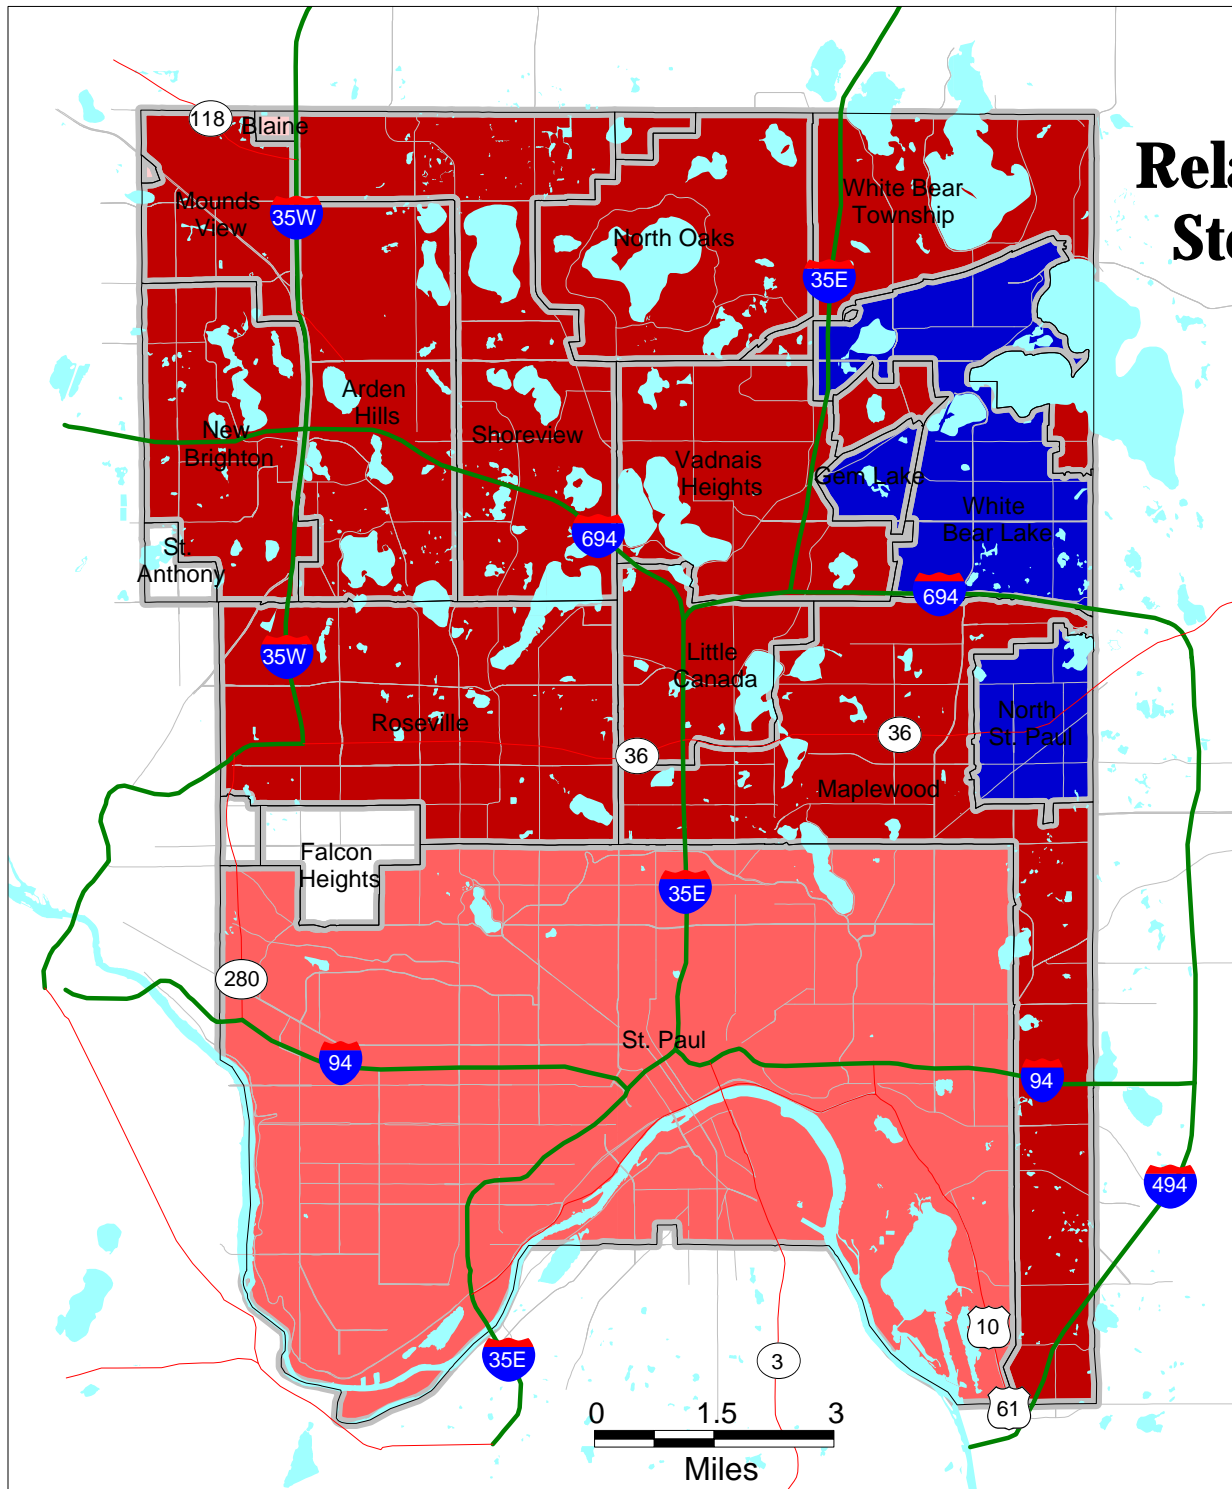 118
Blaine
Rela
Sto
Mounds
View
35W
White Bear
Township
North Oaks
35E
Arden
Hills
New
Brighton
Shoreview
Vadnais
Heights
Gem Lake
White
Bear Lake
694
St.
Anthony
694
35W
Little
Canada
Roseville
North
St. Paul
36
36
Maplewood
Falcon
Heights
35E
280
St. Paul
94
94
494
10
35E
3
61
0 1.5 3
Miles